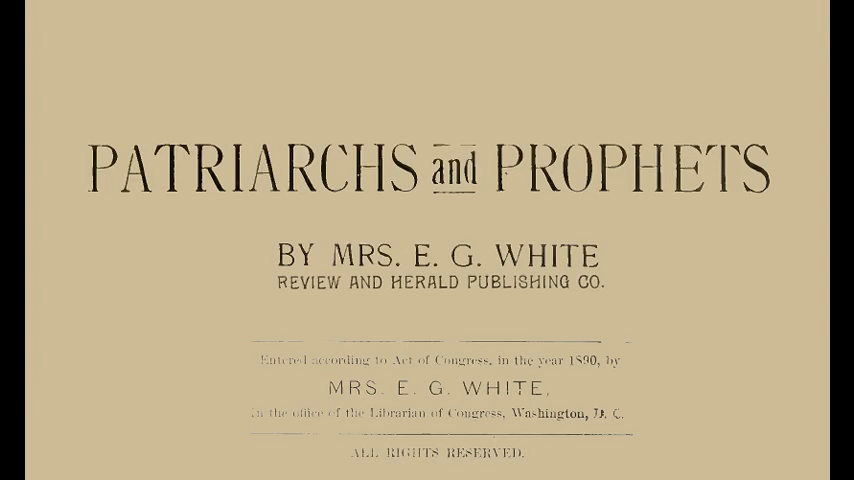 PATRIARCHS and PROPHETS
BY MRS. E. G. WHITE
REVIEW AND HERALD PUBLISHING CO.
Entered according to Act of Congress, in the year 1890, by
MRS. E. G. WHITE,
In the office of the Librarian of Congress, Washington, D. C.
ALL RIGHTS RESERVED.